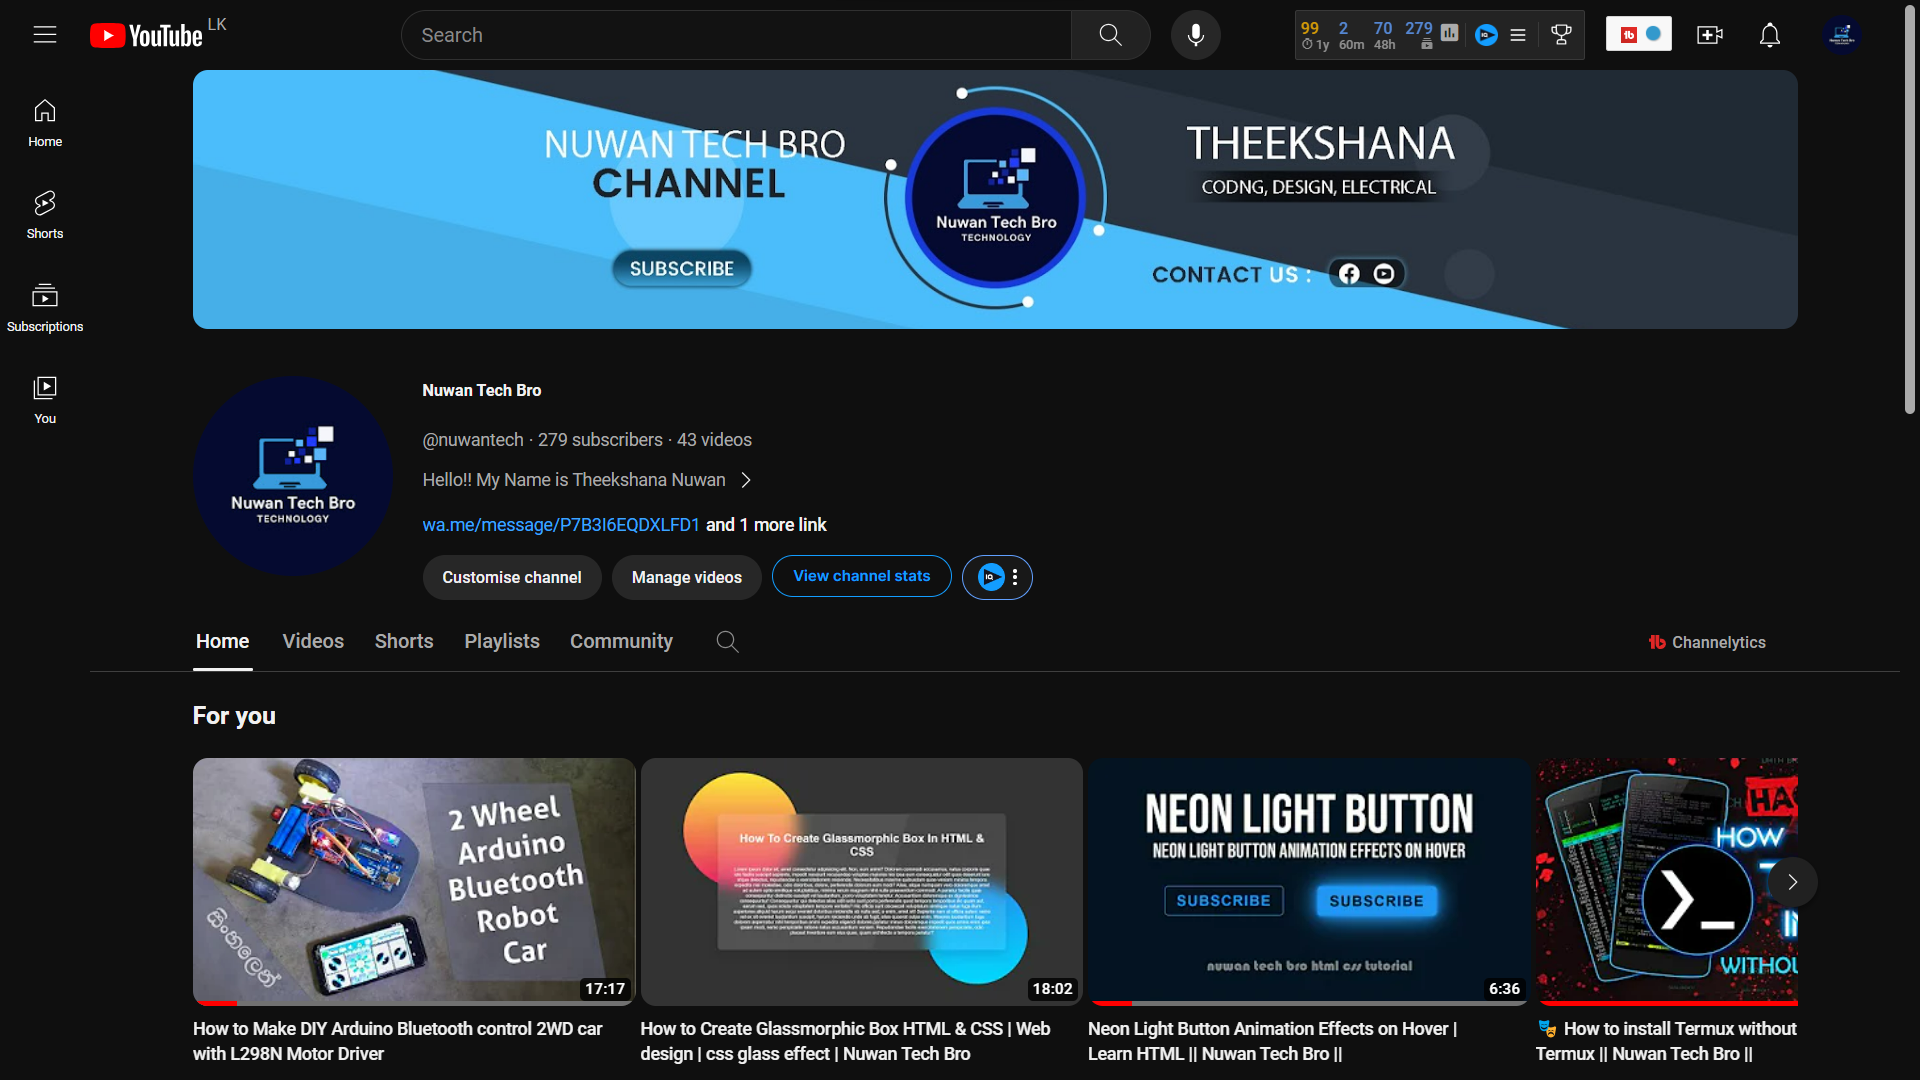 YouTube LK
Search
99 2 70 279
1y 60m 48h
Home
Shorts
Subscriptions
You
NUWAN TECH BRO
CHANNEL
SUBSCRIBE
Nuwan Tech Bro
TECHNOLOGY
THEEKSHANA
CODNG, DESIGN, ELECTRICAL
CONTACT US :
Nuwan Tech Bro
TECHNOLOGY
Nuwan Tech Bro
@nuwantech · 279 subscribers · 43 videos
Hello!! My Name is Theekshana Nuwan
wa.me/message/P7B3I6EQDXLFD1 and 1 more link
Customise channel
Manage videos
View channel stats
IQ
Home Videos Shorts Playlists Community
Channelytics
For you
2 Wheel
Arduino
Bluetooth
Robot
Car
සිංහලෙන්
17:17
How to Make DIY Arduino Bluetooth control 2WD car
with L298N Motor Driver
How To Create Glassmorphic Box In HTML &
CSS
18:02
How to Create Glassmorphic Box HTML & CSS | Web
design | css glass effect | Nuwan Tech Bro
NEON LIGHT BUTTON
NEON LIGHT BUTTON ANIMATION EFFECTS ON HOVER
SUBSCRIBE
SUBSCRIBE
nuwan tech bro html css tutorial
6:36
Neon Light Button Animation Effects on Hover |
Learn HTML || Nuwan Tech Bro ||
HOW
WITHOU
🎭 How to install Termux without
Termux || Nuwan Tech Bro ||